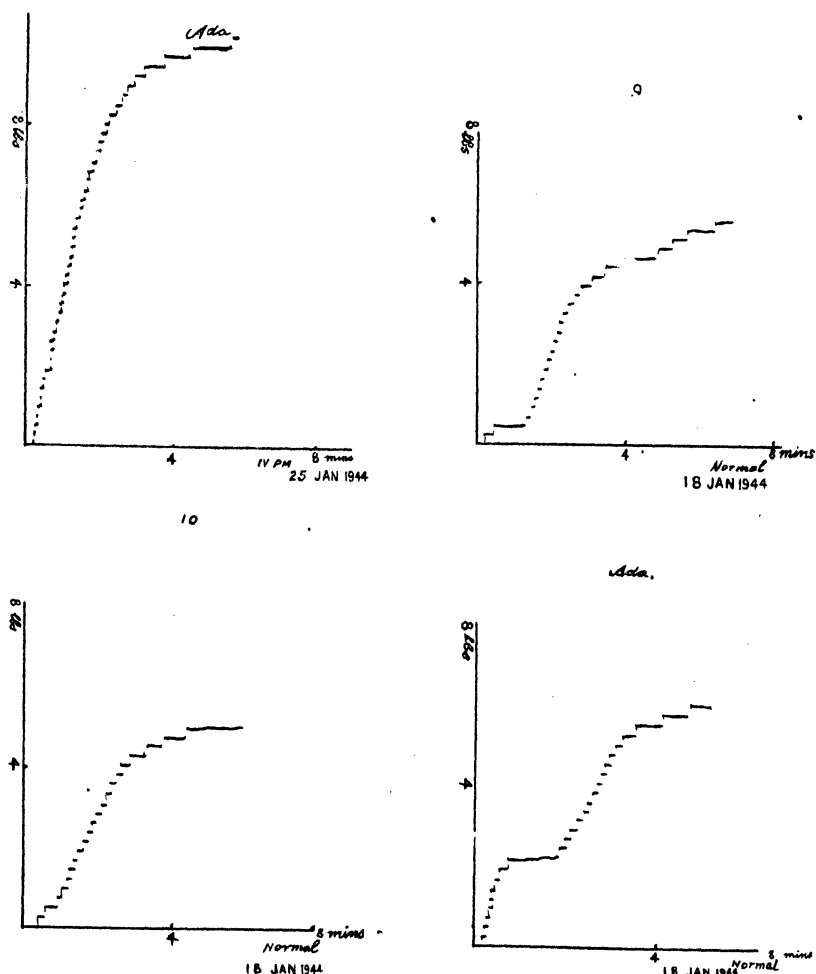 Ada.
8 lbs
4
4
8 mins
IV PM
25 JAN 1944
9
8 lbs
4
4
8 mins
Normal
18 JAN 1944
10
8 lbs
4
4
8 mins
Normal
18 JAN 1944
Ada.
8 lbs
4
4
8 mins
Normal
18 JAN 1944